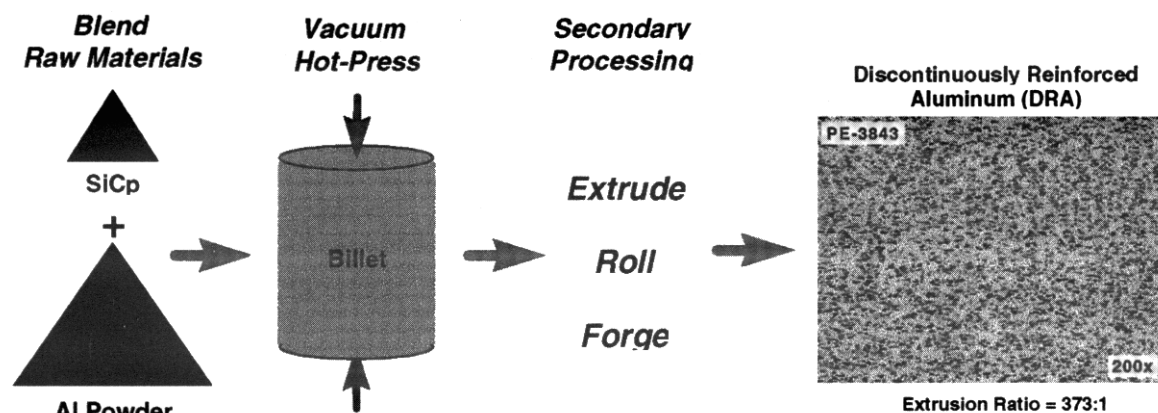 Blend
Raw Materials
SiCp
+
Al Powder
Vacuum
Hot-Press
Billet
Secondary
Processing
Extrude
Roll
Forge
Discontinuously Reinforced
Aluminum (DRA)
PE-3843
200x
Extrusion Ratio = 373:1